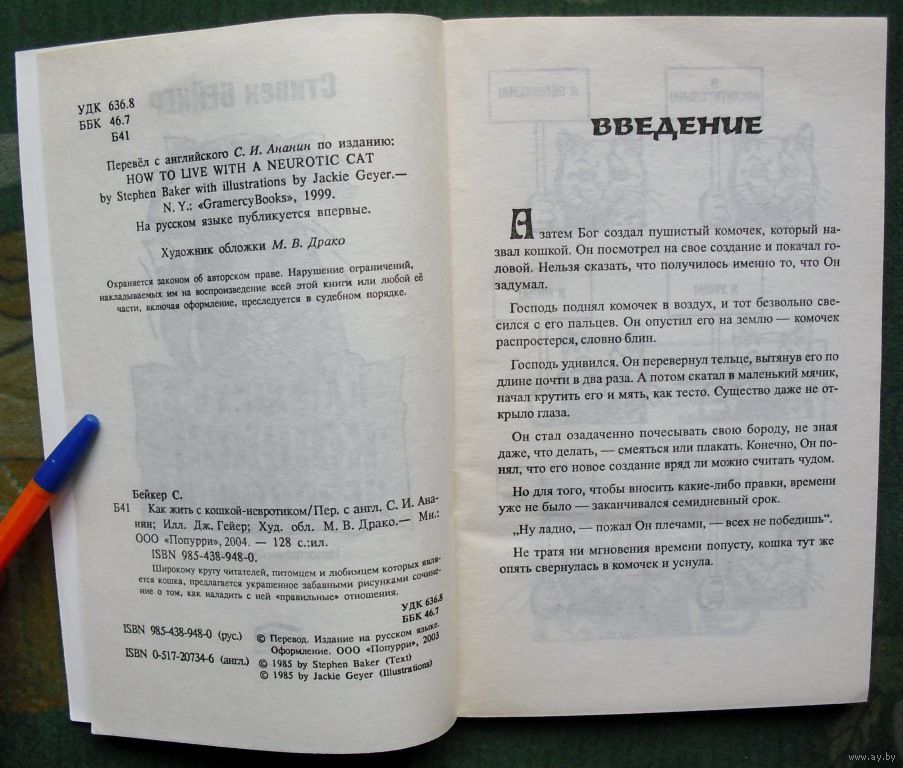 УДК 636.8
ББК 46.7
Б41
Перевёл с английского С. И. Ананин по изданию:
HOW TO LIVE WITH A NEUROTIC CAT
by Stephen Baker with illustrations by Jackie Geyer.—
N. Y.: «GramercyBooks», 1999.
На русском языке публикуется впервые.
Художник обложки М. В. Драко
Охраняется законом об авторском праве. Нарушение ограничений,
накладываемых им на воспроизведение всей этой книги или любой её
части, включая оформление, преследуется в судебном порядке.
Бейкер С.
Б41 Как жить с кошкой-невротиком/Пер. с англ. С. И. Ана-
нин; Илл. Дж. Гейер; Худ. обл. М. В. Драко.— Мн.:
ООО «Попурри», 2004. — 128 с.:ил.
ISBN 985-438-948-0.
Широкому кругу читателей, питомцем и любимцем которых явля-
ется кошка, предлагается украшенное забавными рисунками сочине-
ние о том, как наладить с ней «правильные» отношения.
УДК 636.8
ББК 46.7
ISBN 985-438-948-0 (рус.)
© Перевод. Издание на русском языке.
Оформление. ООО «Попурри», 2003
ISBN 0-517-20734-6 (англ.)
© 1985 by Stephen Baker (Text)
© 1985 by Jackie Geyer (Illustrations)
ВВЕДЕНИЕ
А затем Бог создал пушистый комочек, который на-
звал кошкой. Он посмотрел на свое создание и покачал го-
ловой. Нельзя сказать, что получилось именно то, что Он
задумал.
Господь поднял комочек в воздух, и тот безвольно све-
сился с его пальцев. Он опустил его на землю — комочек
распростерся, словно блин.
Господь удивился. Он перевернул тельце, вытянув его по
длине почти в два раза. А потом скатал в маленький мячик,
начал крутить его и мять, как тесто. Существо даже не от-
крыло глаза.
Он стал озадаченно почесывать свою бороду, не зная
даже, что делать, — смеяться или плакать. Конечно, Он по-
нял, что его новое создание вряд ли можно считать чудом.
Но для того, чтобы вносить какие-либо правки, времени
уже не было — заканчивался семидневный срок.
„Ну ладно, — пожал Он плечами, — всех не победишь“.
Не тратя ни мгновения времени попусту, кошка тут же
опять свернулась в комочек и уснула.
www.ay.by